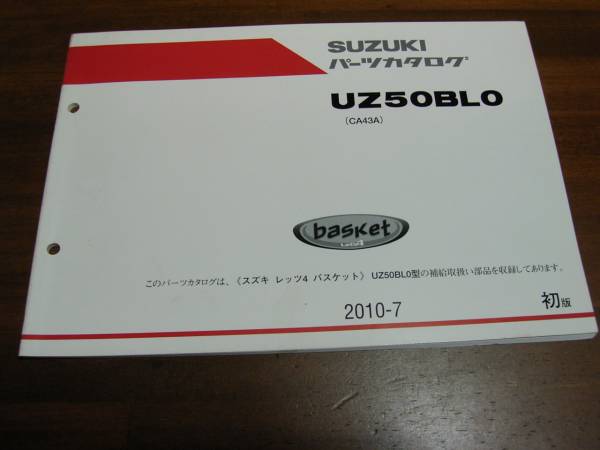 SUZUKI
パーツカタログ
UZ50BL0
(CA43A)
basket
Let's4
このパーツカタログは、《スズキ レッツ4 バスケット》 UZ50BL0型の補給取扱い部品を収録してあります。
2010-7
初版